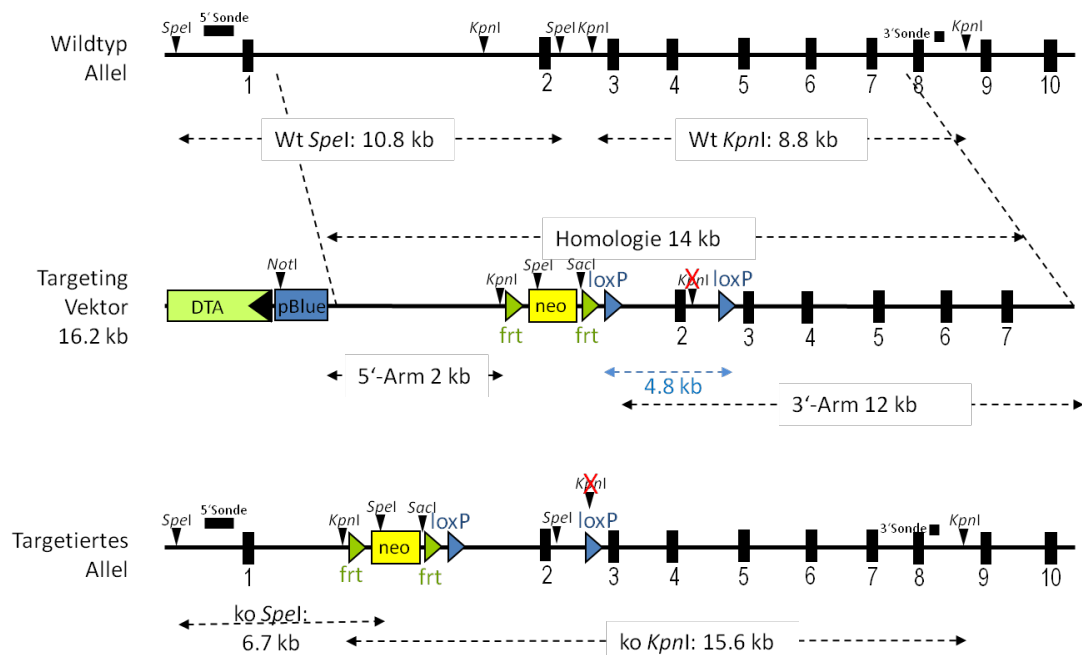 5‘Sonde
SpeI
KpnI
SpeI KpnI
3‘Sonde
KpnI
Wildtyp
Allel
1 2 3 4 5 6 7 8 9 10
Wt SpeI: 10.8 kb
Wt KpnI: 8.8 kb
Homologie 14 kb
Targeting
Vektor
16.2 kb
NotI
KpnI
SpeI
SacI
loxP
KpnI
loxP
DTA
pBlue
neo
frt
frt
2 3 4 5 6 7
5‘-Arm 2 kb
4.8 kb
3‘-Arm 12 kb
Targetiertes
Allel
SpeI
5‘Sonde
KpnI
SpeI
SacI
loxP
SpeI
KpnI
loxP
3‘Sonde
KpnI
neo
frt
frt
1 2 3 4 5 6 7 8 9 10
ko SpeI:
6.7 kb
ko KpnI: 15.6 kb